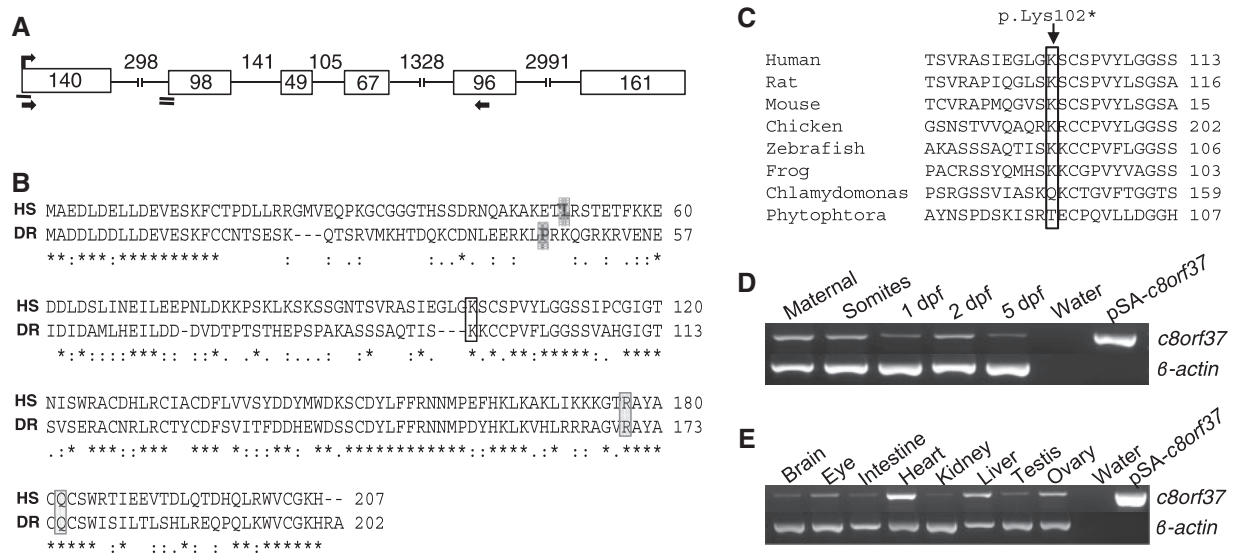 A
298 141 105 1328 2991
140 98 49 67 96 161
B
HS MAEDLDELLDEVESKFCTPDLLRRGMVEQPKGCGGGTHSSDRNQAKAKETLRSTETFKKE 60
DR MADDLDDLLDEVESKFCCNTSESK---QTSRVMKHTDQKCDNLEERKLPRKQGRKRVENE 57
**:***:*********** : : .: :..*. : : : . .::*
HS DDLDSLINEILEEPNLDKKPSKLKSKSSGNTSVRASIEGLGKSCSPVYLGGSSIPCGIGT 120
DR IDIDAMLHEILDD-DVDTPTSTHEPSPAKASSSAQTIS---KKCCPVFLGGSSVAHGIGT 113
*:*::::***:: ::*. .*. ....: :* :*. *.*.**:*****:. ****
HS NISWRACDHLRCIACDFLVVSYDDYMWDKSCDYLFFRNNMPEFHKLKAKLIKKKGTRAYA 180
DR SVSERACNRLRCTYCDFSVITFDDHEWDSSCDYLFFRNNMPDYHKLKVHLRRRAGVRAYA 173
.:* ***::*** *** *:::**: **.************::****.:* :: *.****
HS CQCSWRTIEEVTDLQTDHQLRWVCGKH-- 207
DR CQCSWISILTLSHLREQPQLKWVCGKHRA 202
***** :* ::.*: : **:******
C
p.Lys102*
Human TSVRASIEGLGKSCSPVYLGGSS 113
Rat TSVRAPIQGLSKSCSPVYLSGSA 116
Mouse TCVRAPMQGVSKSCSPVYLSGSA 15
Chicken GSNSTVVQAQRKRCCPVYLGGSS 202
Zebrafish AKASSSAQTISKKCCPVFLGGSS 106
Frog PACRSSYQMHSKKCGPVYVAGSS 103
Chlamydomonas PSRGSSVIASKQKCTGVFTGGTS 159
Phytophtora AYNSPDSKISRTECPQVLLDGGH 107
D
Maternal Somites 1 dpf 2 dpf 5 dpf Water pSA-c8orf37
c8orf37
ß-actin
E
Brain Eye Intestine Heart Kidney Liver Testis Ovary Water pSA-c8orf37
c8orf37
ß-actin